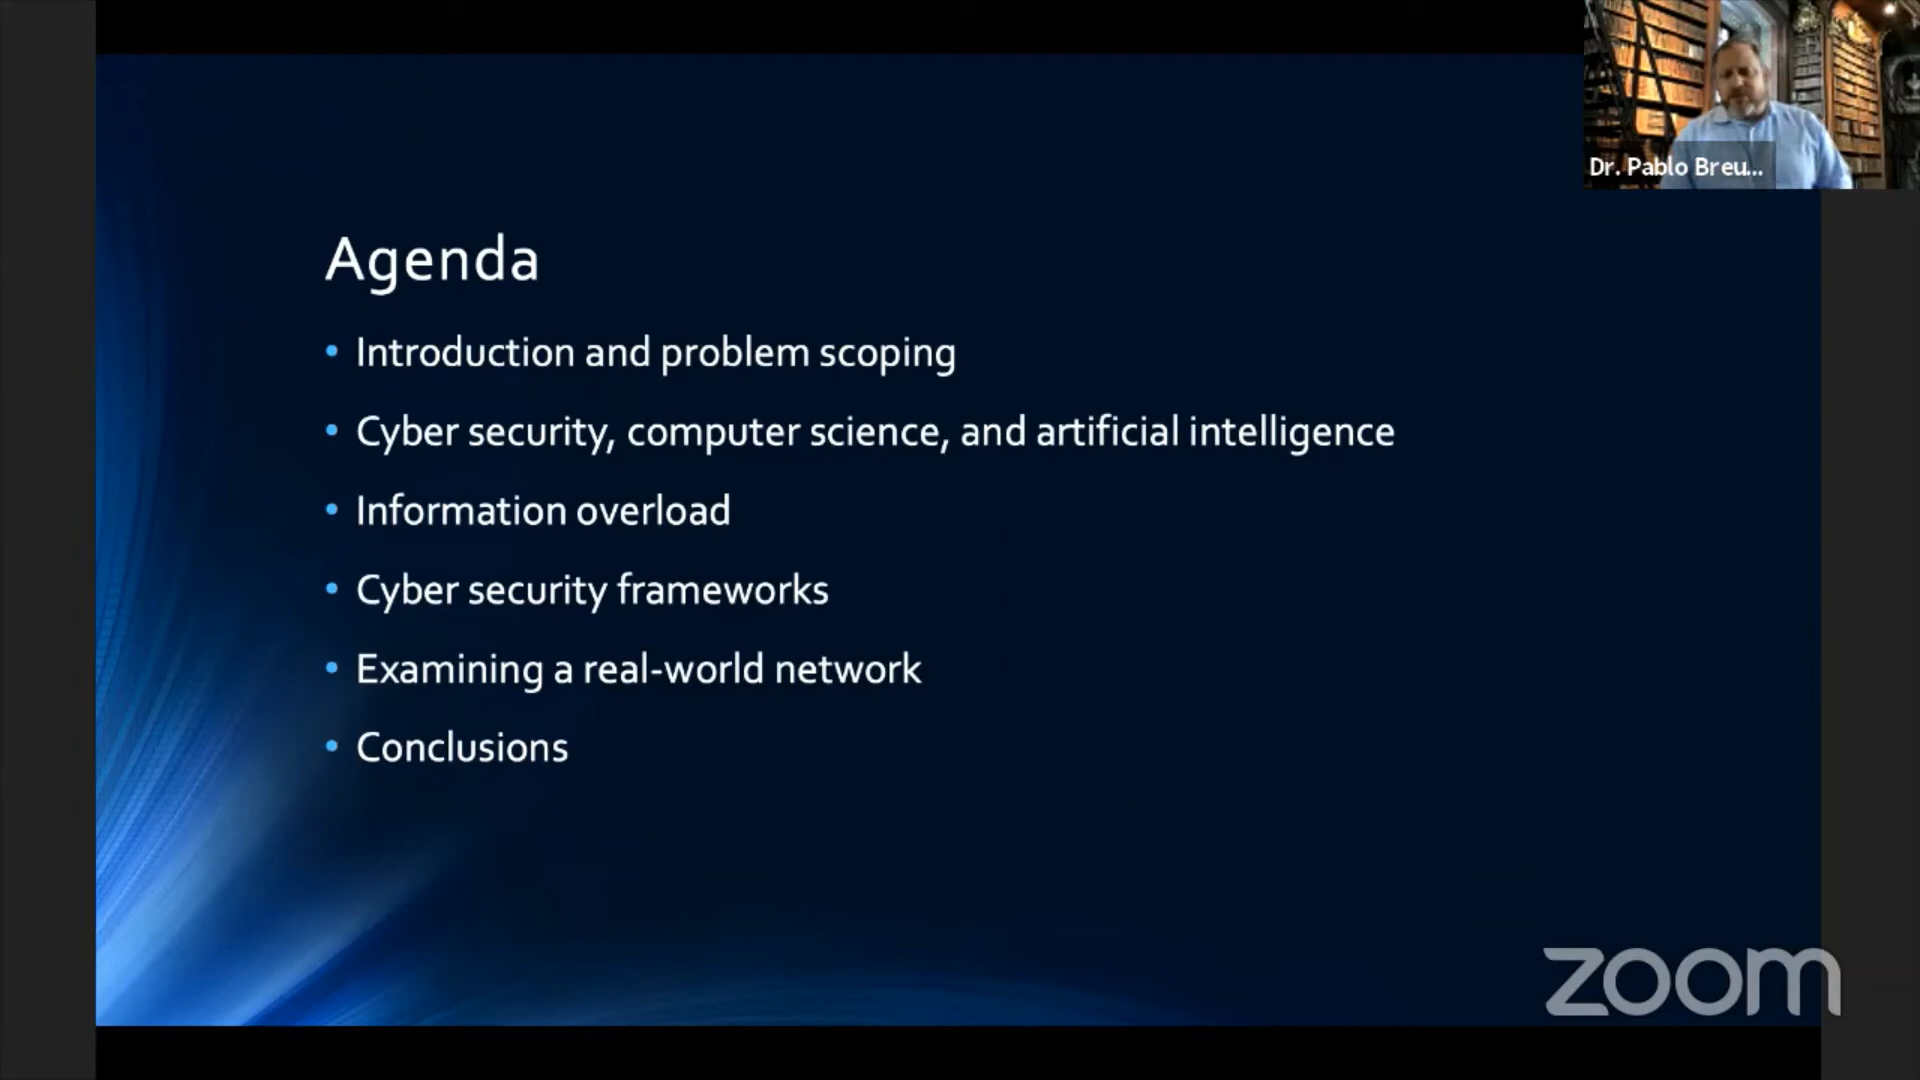 Dr. Pablo Breu...
Agenda
• Introduction and problem scoping
• Cyber security, computer science, and artificial intelligence
• Information overload
• Cyber security frameworks
• Examining a real-world network
• Conclusions
zoom